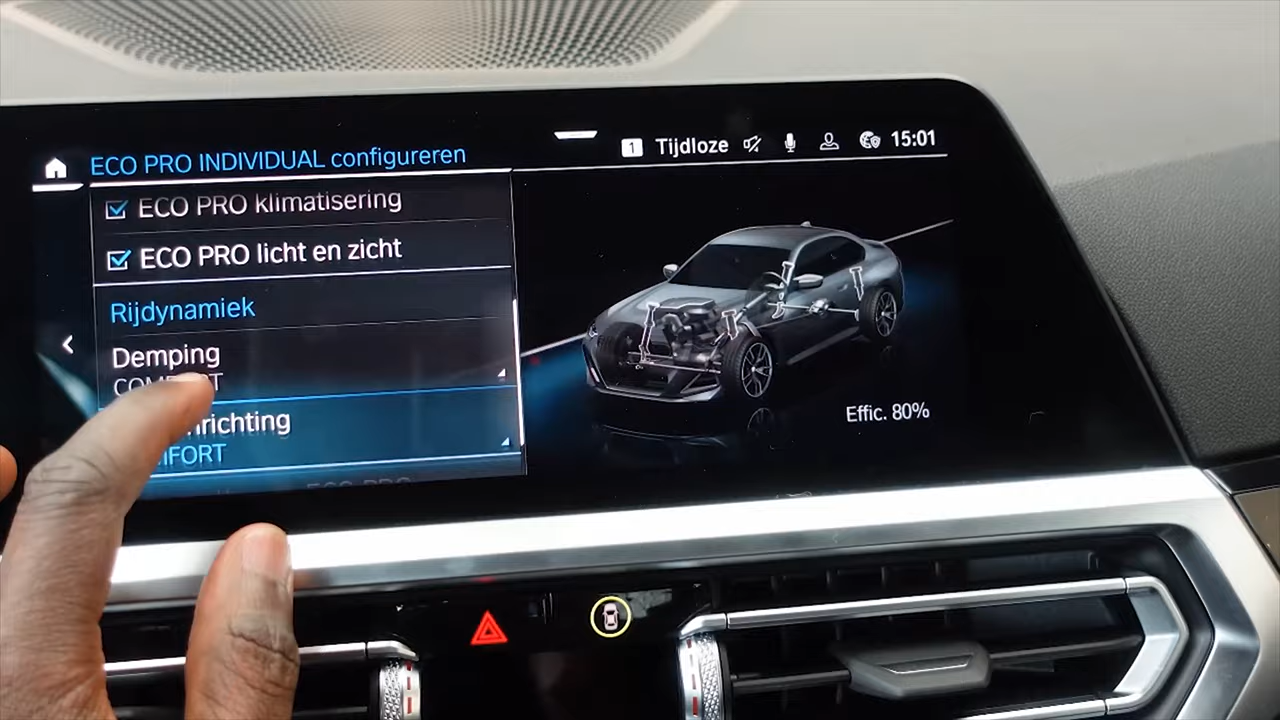 ECO PRO INDIVIDUAL configureren
1 Tijdloze 15:01
ECO PRO klimatisering
ECO PRO licht en zicht
Rijdynamiek
Demping
COMFORT
Effic. 80%